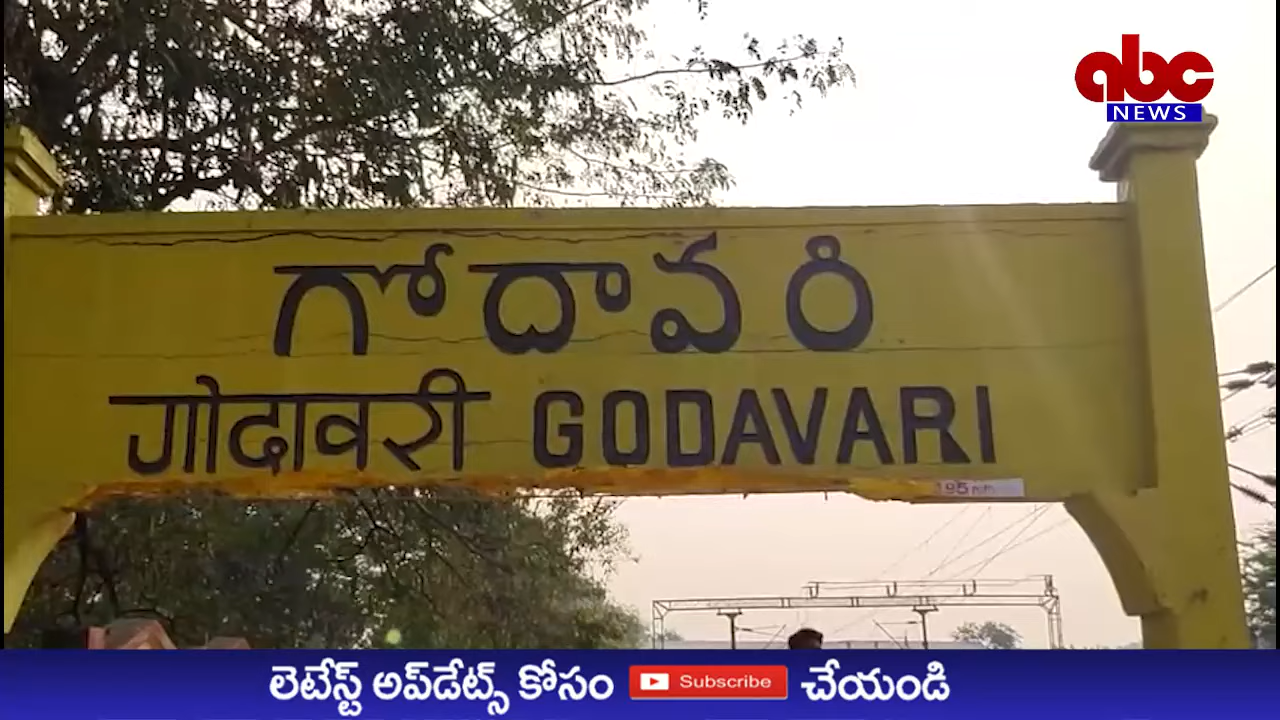 abc
NEWS
గోదావరి
गोदावरी GODAVARI
లెటేస్ట్ అప్‌డేట్స్ కోసం Subscribe చేయండి